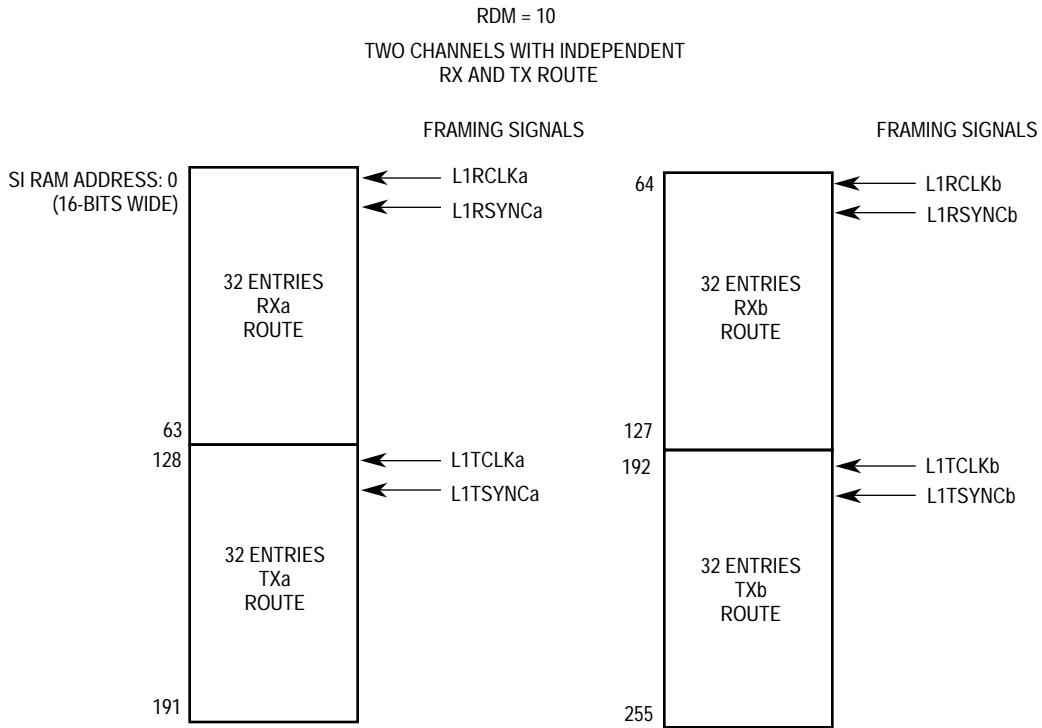 RDM = 10
TWO CHANNELS WITH INDEPENDENT
RX AND TX ROUTE
FRAMING SIGNALS
SI RAM ADDRESS: 0
(16-BITS WIDE)
L1RCLKa
L1RSYNCa
32 ENTRIES
RXa
ROUTE
63
128
L1TCLKa
L1TSYNCa
32 ENTRIES
TXa
ROUTE
191
FRAMING SIGNALS
64
L1RCLKb
L1RSYNCb
32 ENTRIES
RXb
ROUTE
127
192
L1TCLKb
L1TSYNCb
32 ENTRIES
TXb
ROUTE
255